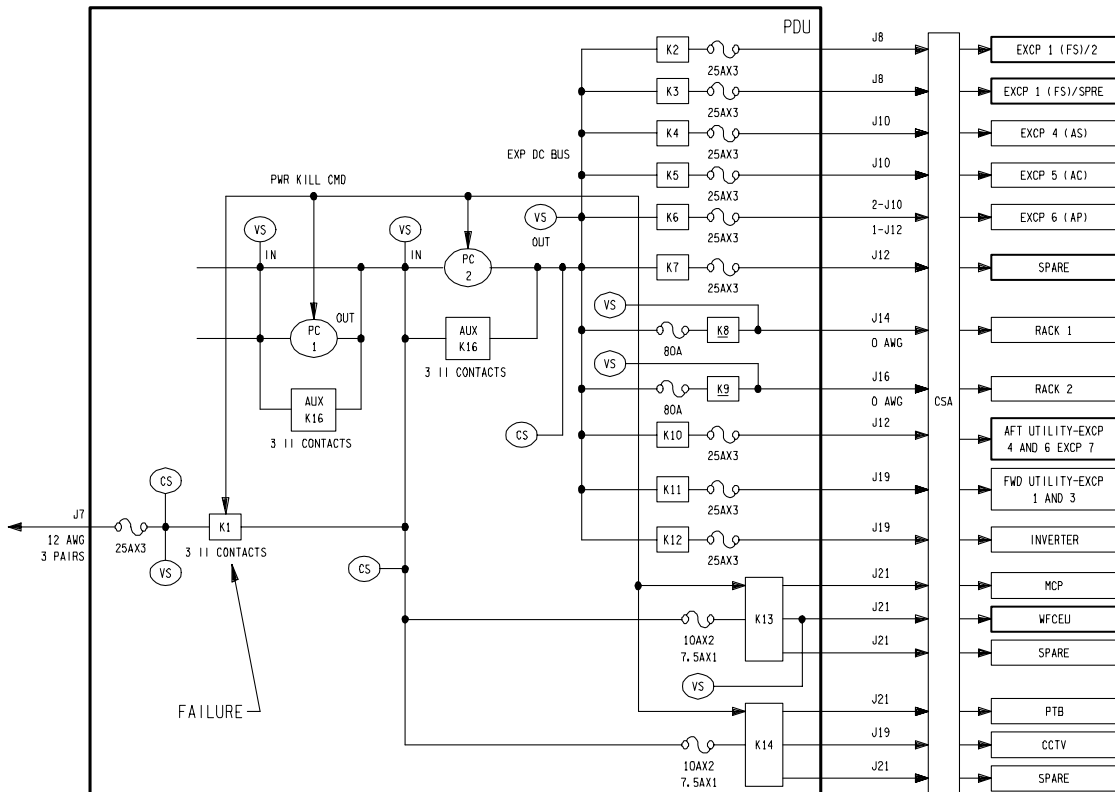 PDU
K2
25AX3
J8
EXCP 1 (FS)/2
K3
25AX3
J8
EXCP 1 (FS)/SPRE
K4
25AX3
J10
EXCP 4 (AS)
EXP DC BUS
K5
25AX3
J10
EXCP 5 (AC)
PWR KILL CMD
K6
25AX3
2-J10
1-J12
EXCP 6 (AP)
VS
IN
VS
IN
VS
OUT
PC
2
K7
25AX3
J12
SPARE
PC
1
OUT
AUX
K16
3 II CONTACTS
VS
80A
K8
J14
0 AWG
RACK 1
AUX
K16
3 II CONTACTS
VS
80A
K9
J16
0 AWG
CSA
RACK 2
CS
K10
25AX3
J12
AFT UTILITY-EXCP
4 AND 6 EXCP 7
CS
K11
25AX3
J19
FWD UTILITY-EXCP
1 AND 3
J7
12 AWG
3 PAIRS
25AX3
K1
3 II CONTACTS
VS
K12
25AX3
J19
INVERTER
CS
K13
10AX2
7.5AX1
J21
MCP
J21
WFCEU
J21
SPARE
VS
FAILURE
K14
10AX2
7.5AX1
J21
PTB
J19
CCTV
J21
SPARE